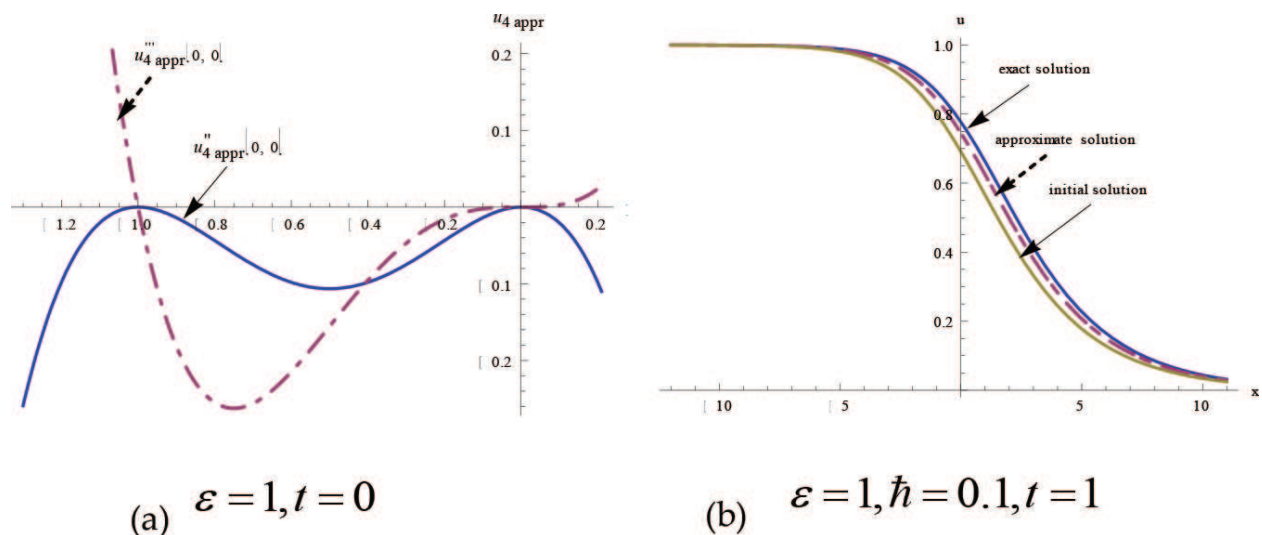 u4 appr
u'''4 appr 0, 0
u''4 appr 0, 0
0.2
0.1
1.2 1.0 0.8 0.6 0.4 0.2 0.2
0.1
0.2
(a) ε = 1, t = 0
u
1.0
exact solution
0.8
approximate solution
0.6
initial solution
0.4
0.2
10 5 5 10 x
(b) ε = 1, ℏ = 0.1, t = 1